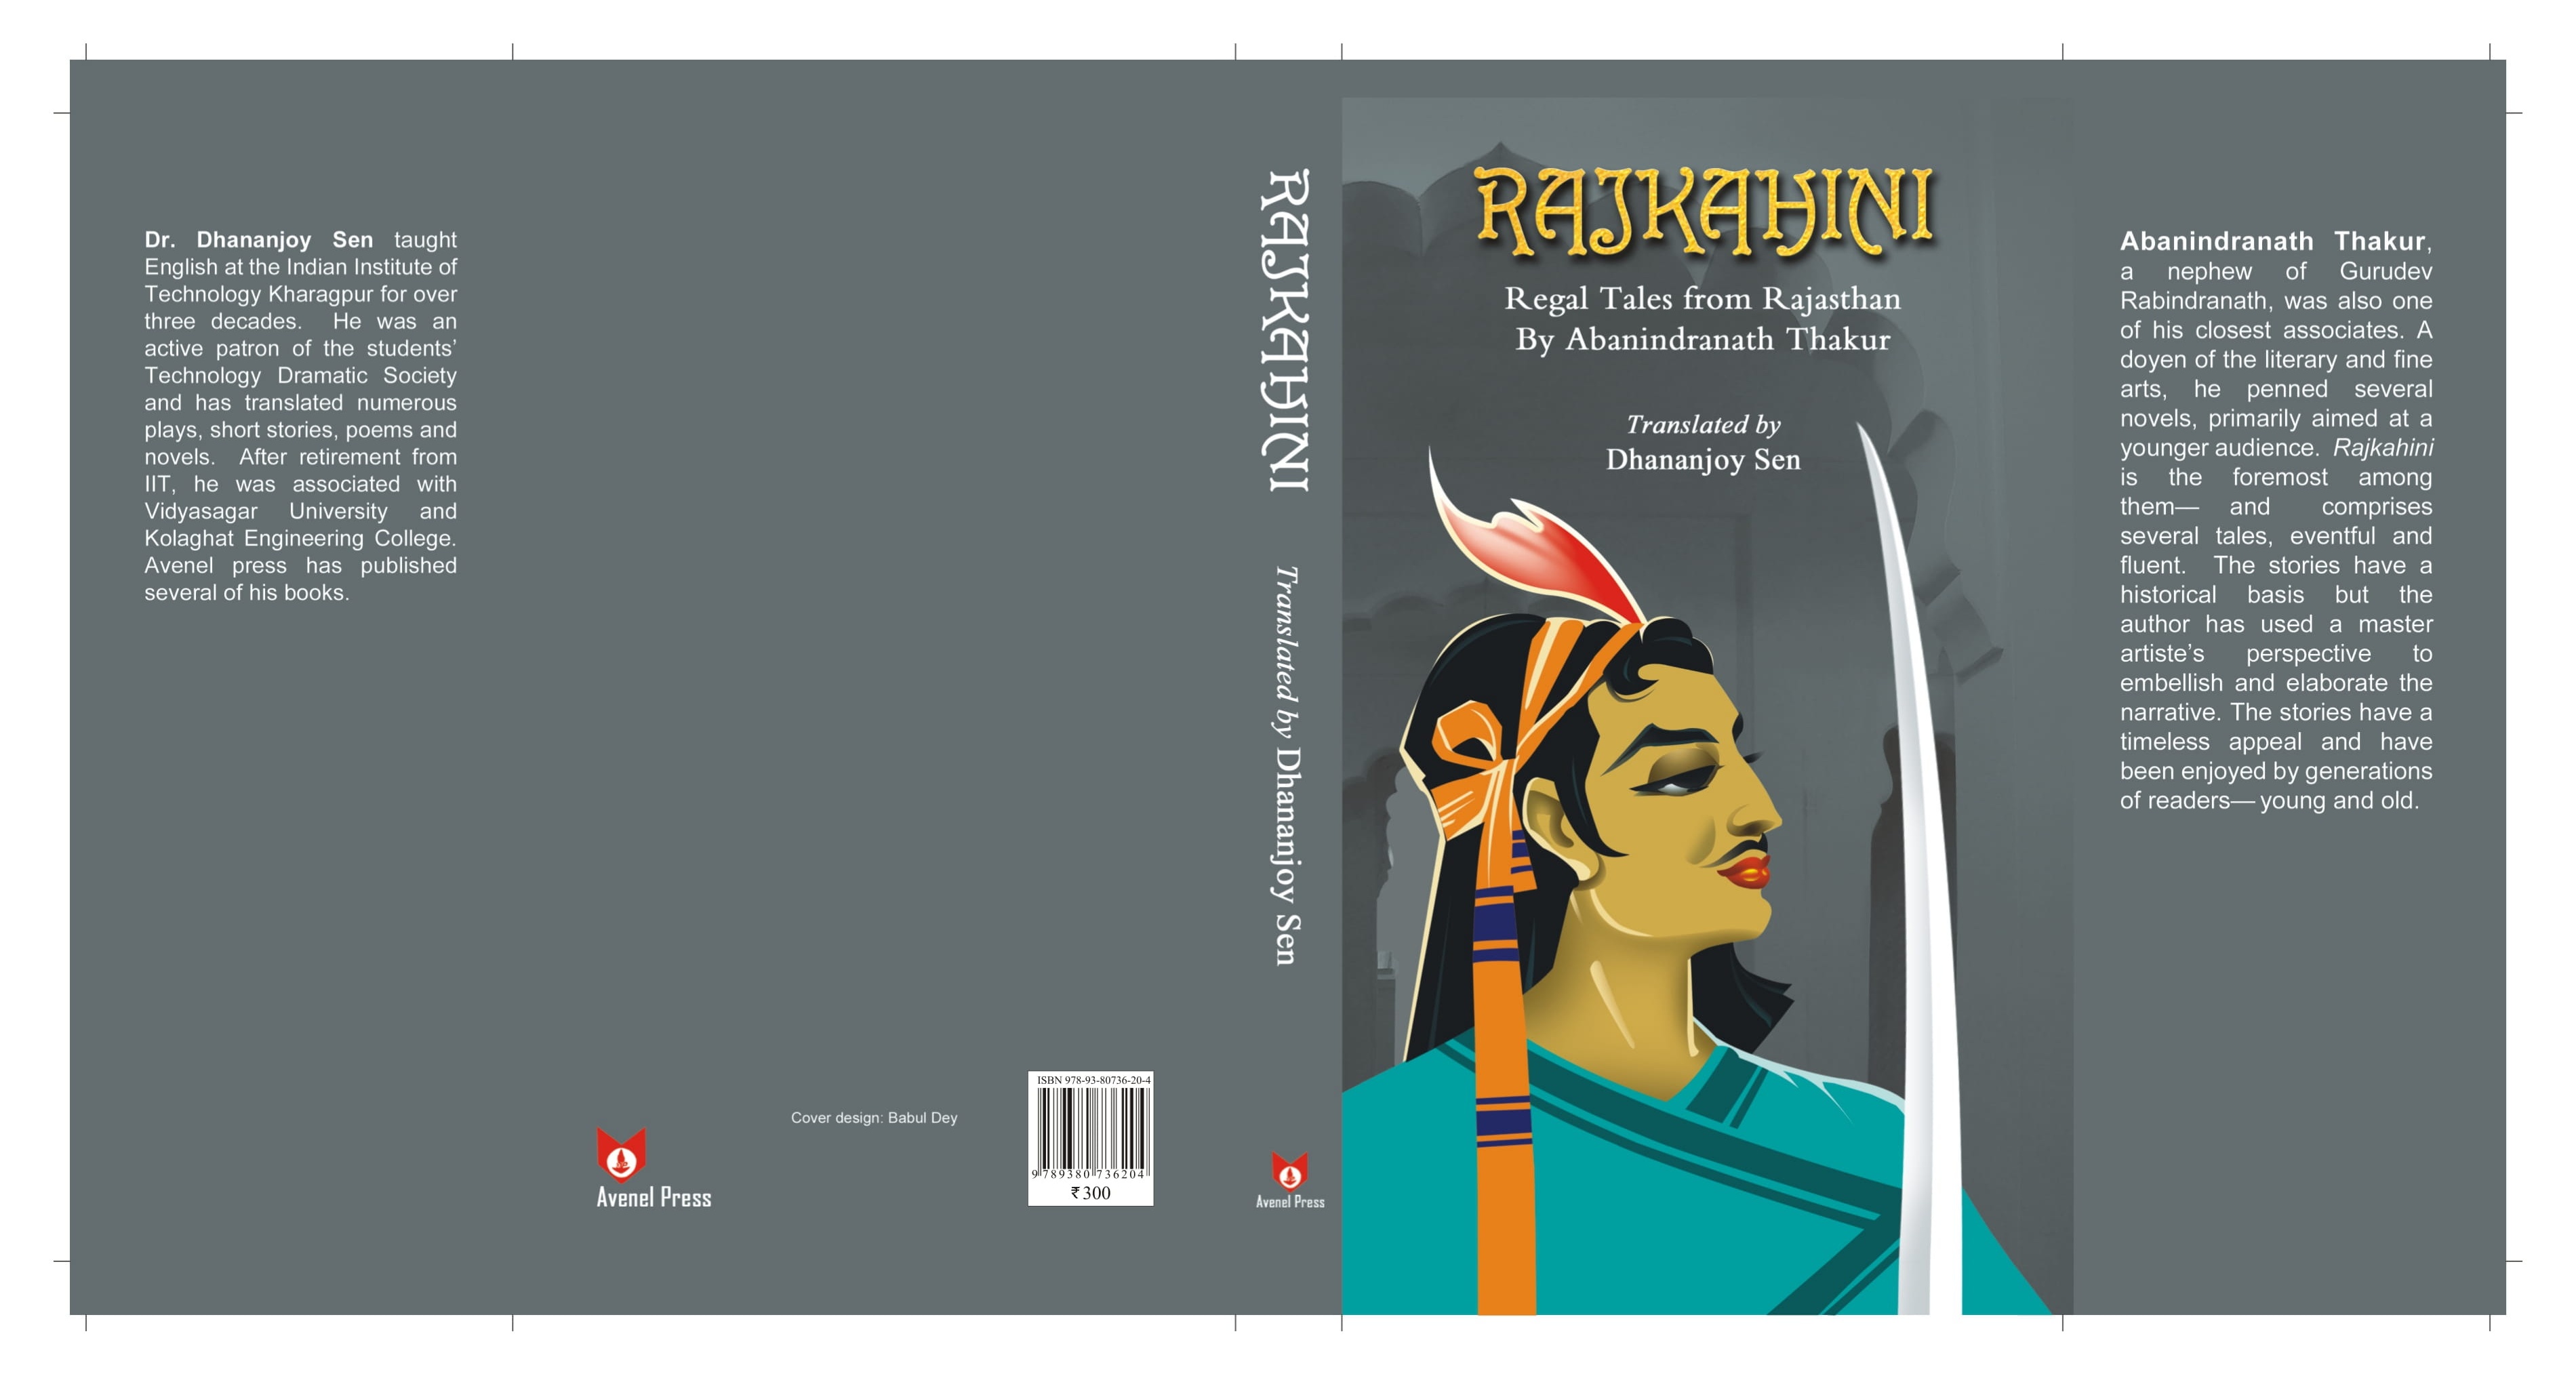 Dr. Dhananjoy Sen taught
English at the Indian Institute of
Technology Kharagpur for over
three decades. He was an
active patron of the students’
Technology Dramatic Society
and has translated numerous
plays, short stories, poems and
novels. After retirement from
IIT, he was associated with
Vidyasagar University and
Kolaghat Engineering College.
Avenel press has published
several of his books.
Avenel Press
Cover design: Babul Dey
ISBN 978-93-80736-20-4
9 789380 736204
₹ 300
RAJKAHINI
Translated by Dhananjoy Sen
Avenel Press
RAJKAHINI
Regal Tales from Rajasthan
By Abanindranath Thakur
Translated by
Dhananjoy Sen
Abanindranath Thakur,
a nephew of Gurudev
Rabindranath, was also one
of his closest associates. A
doyen of the literary and fine
arts, he penned several
novels, primarily aimed at a
younger audience. Rajkahini
is the foremost among
them— and comprises
several tales, eventful and
fluent. The stories have a
historical basis but the
author has used a master
artiste’s perspective to
embellish and elaborate the
narrative. The stories have a
timeless appeal and have
been enjoyed by generations
of readers— young and old.